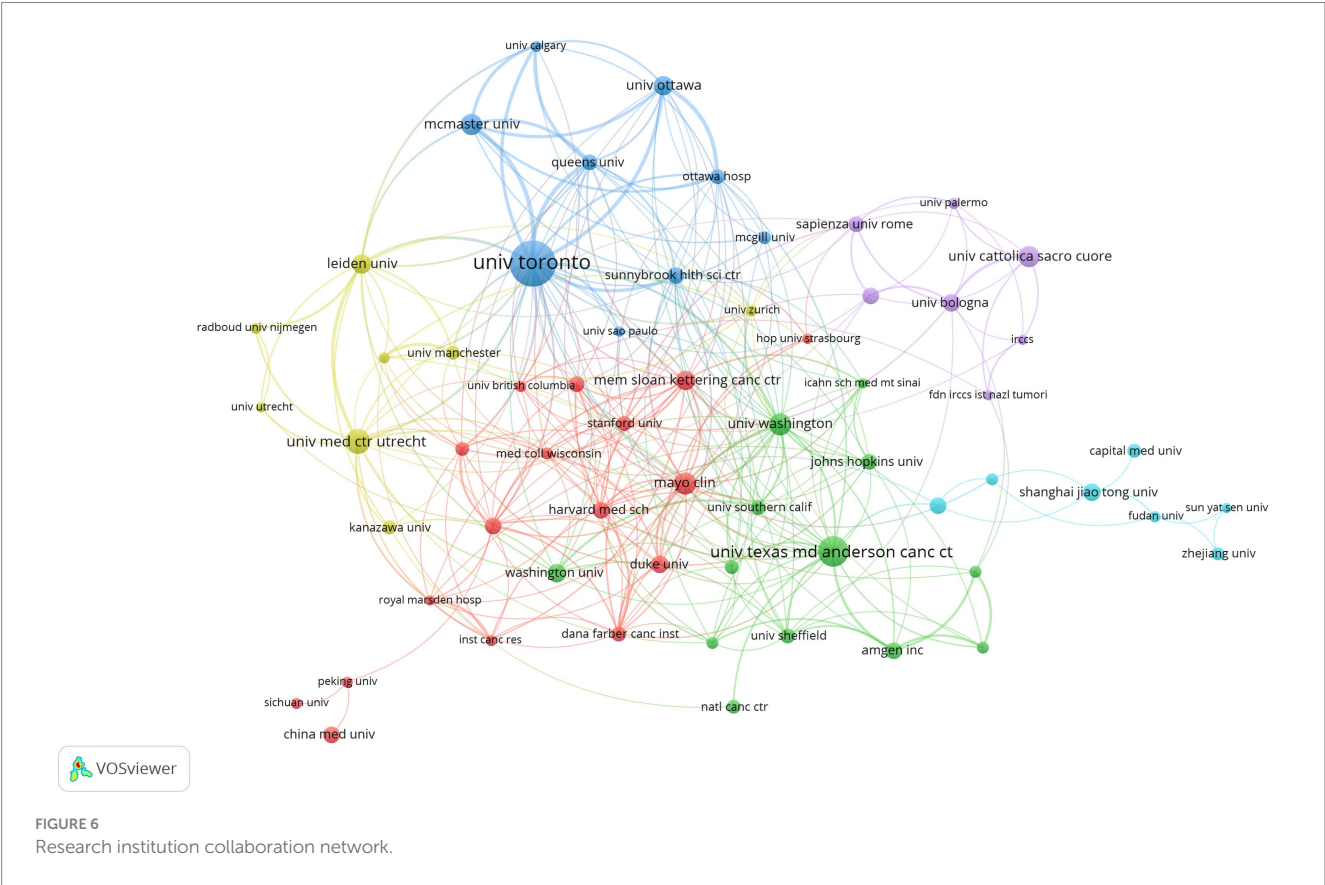 univ calgary
univ ottawa
mcmaster univ
queens univ
ottawa hosp
univ palermo
sapienza univ rome
mcgill univ
univ cattolica sacro cuore
leiden univ
univ toronto
sunnybrook hlth sci ctr
univ bologna
univ zurich
radboud univ nijmegen
univ sao paulo
hop univ strasbourg
irccs
univ manchester
mem sloan kettering canc ctr
icahn sch med mt sinai
univ british columbia
fdn irccs ist nazl tumori
univ utrecht
stanford univ
univ washington
univ med ctr utrecht
med coll wisconsin
johns hopkins univ
capital med univ
mayo clin
shanghai jiao tong univ
harvard med sch
univ southern calif
sun yat sen univ
fudan univ
kanazawa univ
univ texas md anderson canc ct
zhejiang univ
washington univ
duke univ
royal marsden hosp
inst canc res
dana farber canc inst
univ sheffield
amgen inc
peking univ
sichuan univ
natl canc ctr
china med univ
VOSviewer
FIGURE 6
Research institution collaboration network.